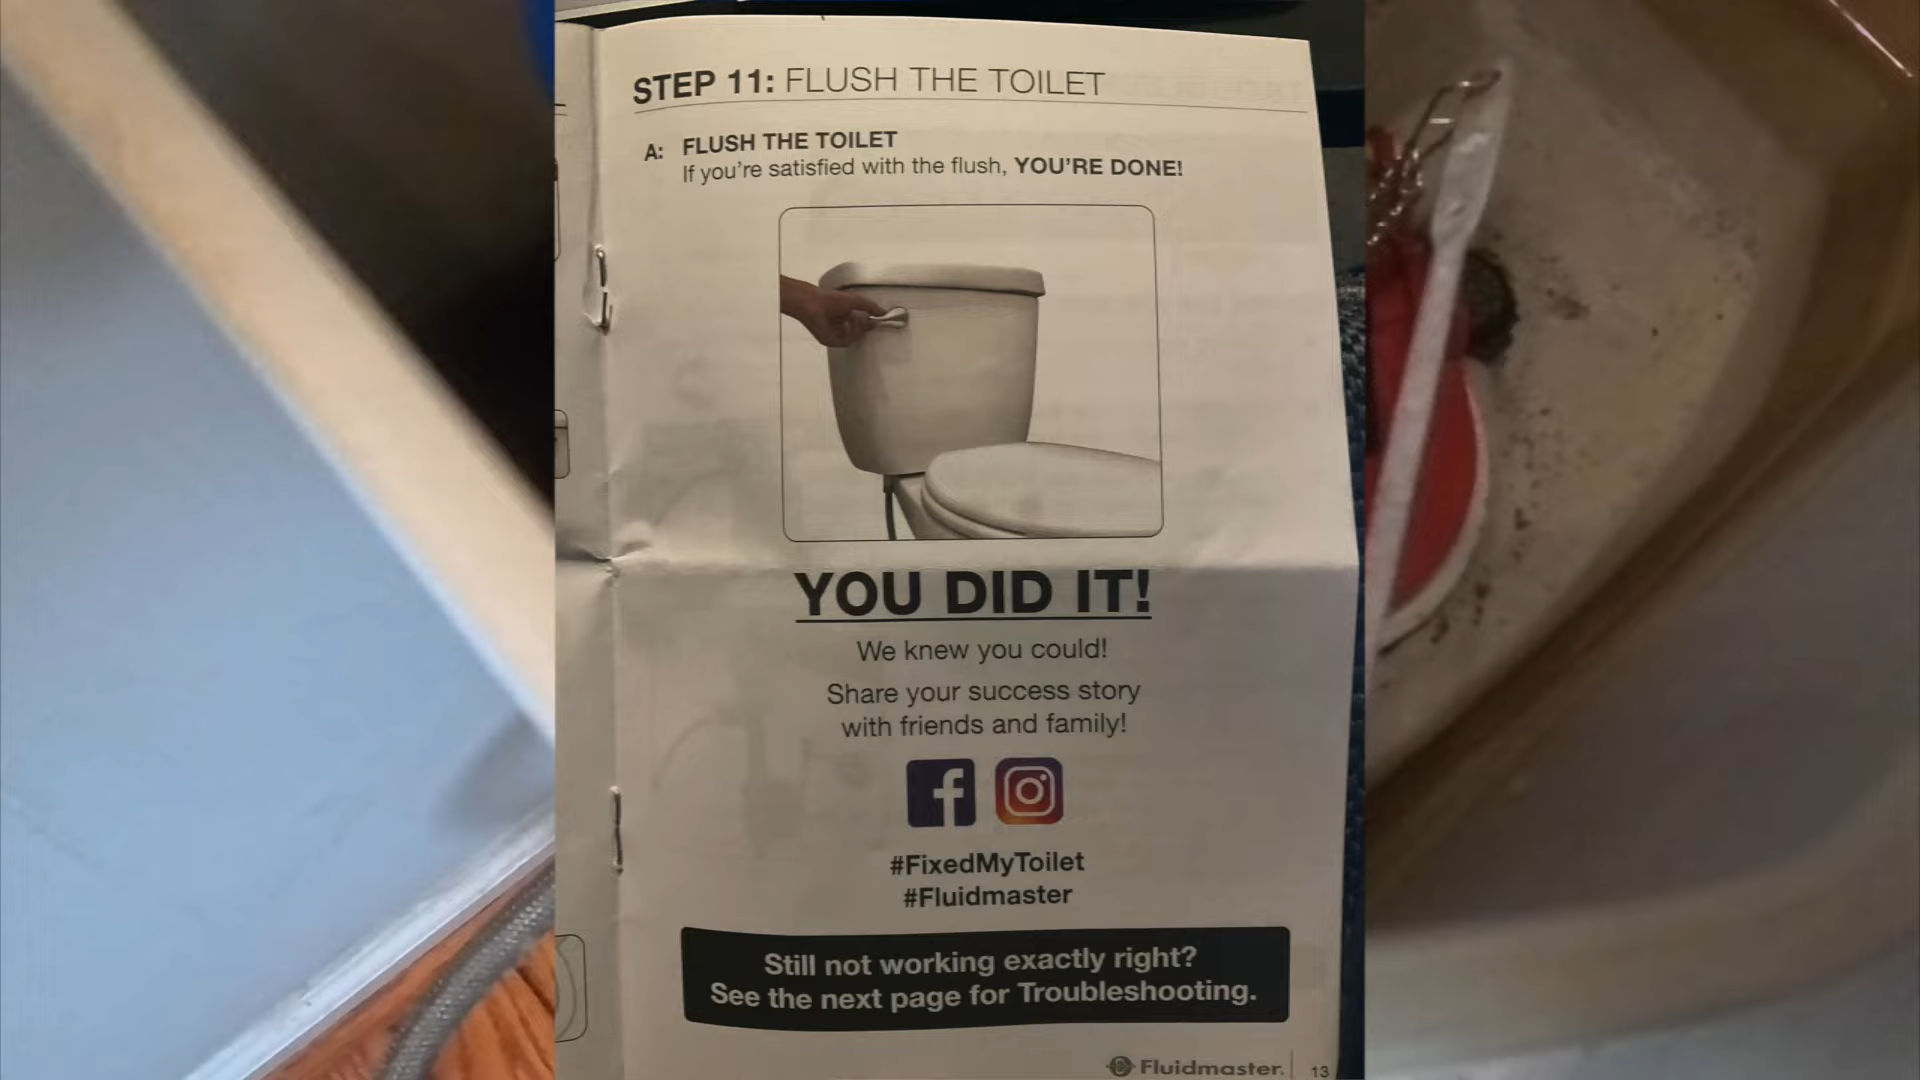 STEP 11: FLUSH THE TOILET
A: FLUSH THE TOILET
If you're satisfied with the flush, YOU'RE DONE!
YOU DID IT!
We knew you could!
Share your success story
with friends and family!
#FixedMyToilet
#Fluidmaster
Still not working exactly right?
See the next page for Troubleshooting.
Fluidmaster. 13